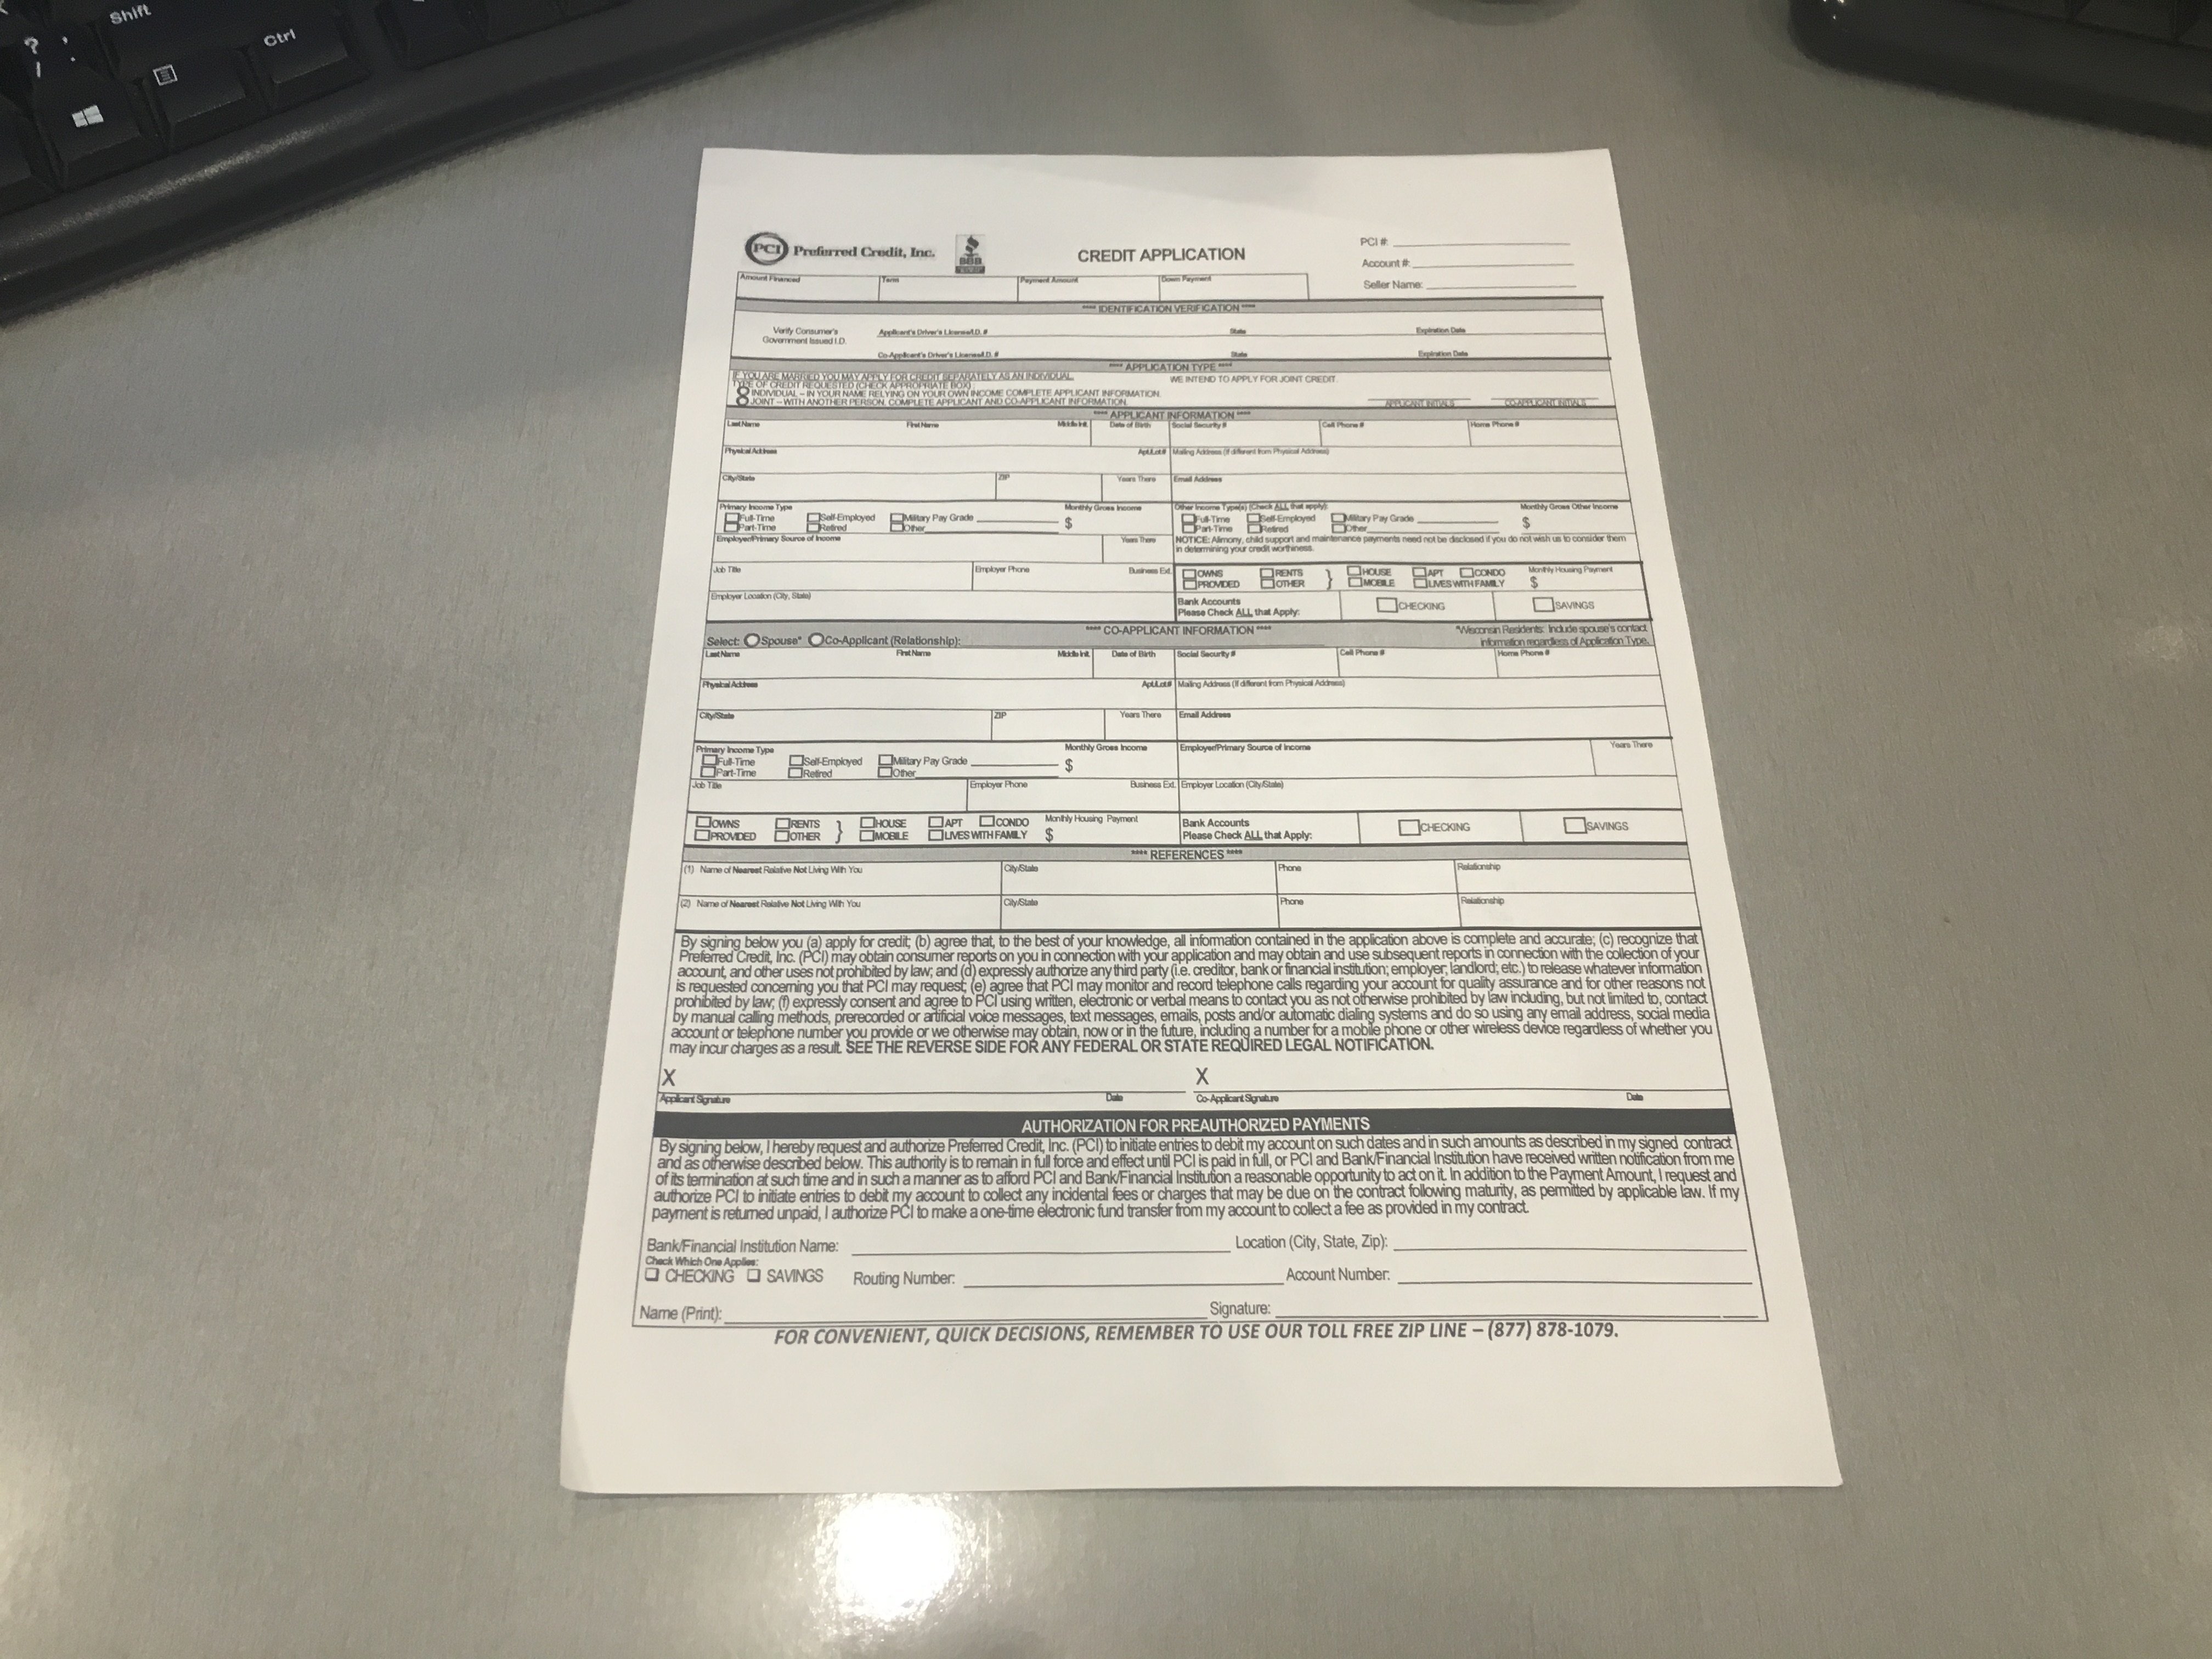 Shift
? :
/
Ctrl
PCI Preferred Credit, Inc.
BBB
CREDIT APPLICATION
PCI #:
Account #:
Seller Name:
Amount Financed Term Payment Amount Down Payment
**** IDENTIFICATION VERIFICATION ****
Verify Consumer's
Government Issued I.D.
Applicant's Driver's License/I.D. # State Expiration Date
Co-Applicant's Driver's License/I.D. # State Expiration Date
**** APPLICATION TYPE ****
IF YOU ARE MARRIED YOU MAY APPLY FOR CREDIT SEPARATELY AS AN INDIVIDUAL.
TYPE OF CREDIT REQUESTED (CHECK APPROPRIATE BOX)
WE INTEND TO APPLY FOR JOINT CREDIT.
INDIVIDUAL – IN YOUR NAME RELYING ON YOUR OWN INCOME COMPLETE APPLICANT INFORMATION.
JOINT – WITH ANOTHER PERSON, COMPLETE APPLICANT AND CO-APPLICANT INFORMATION.
APPLICANT INITIALS CO-APPLICANT INITIALS
**** APPLICANT INFORMATION ****
Last Name First Name Middle Init. Date of Birth Social Security # Cell Phone # Home Phone #
Physical Address Apt/Lot# Mailing Address (If different from Physical Address)
City/State ZIP Years There Email Address
Primary Income Type Monthly Gross Income Other Income Type(s) (Check ALL that apply): Monthly Gross Other Income
Full-Time Self-Employed Military Pay Grade $ Full-Time Self-Employed Military Pay Grade $
Part-Time Retired Other Part-Time Retired Other
Employer/Primary Source of Income Years There NOTICE: Alimony, child support and maintenance payments need not be disclosed if you do not wish us to consider them
in determining your credit worthiness.
Job Title Employer Phone Business Ext. OWNS RENTS } HOUSE APT CONDO Monthly Housing Payment
PROVIDED OTHER MOBILE LIVES WITH FAMILY $
Employer Location (City, State) Bank Accounts
Please Check ALL that Apply: CHECKING SAVINGS
**** CO-APPLICANT INFORMATION ****
Select: Spouse* Co-Applicant (Relationship):
*Wisconsin Residents: Include spouse's contact
information regardless of Application Type.
Last Name First Name Middle Init. Date of Birth Social Security # Cell Phone # Home Phone #
Physical Address Apt/Lot# Mailing Address (If different from Physical Address)
City/State ZIP Years There Email Address
Primary Income Type Monthly Gross Income Employer/Primary Source of Income Years There
Full-Time Self-Employed Military Pay Grade $
Part-Time Retired Other
Job Title Employer Phone Business Ext. Employer Location (City/State)
OWNS RENTS } HOUSE APT CONDO Monthly Housing Payment Bank Accounts
PROVIDED OTHER MOBILE LIVES WITH FAMILY $ Please Check ALL that Apply: CHECKING SAVINGS
**** REFERENCES ****
(1) Name of Nearest Relative Not Living With You City/State Phone Relationship
(2) Name of Nearest Relative Not Living With You City/State Phone Relationship
By signing below you (a) apply for credit; (b) agree that, to the best of your knowledge, all information contained in the application above is complete and accurate; (c) recognize that
Preferred Credit, Inc. (PCI) may obtain consumer reports on you in connection with your application and may obtain and use subsequent reports in connection with the collection of your
account, and other uses not prohibited by law; and (d) expressly authorize any third party (i.e. creditor, bank or financial institution; employer; landlord; etc.) to release whatever information
is requested concerning you that PCI may request; (e) agree that PCI may monitor and record telephone calls regarding your account for quality assurance and for other reasons not
prohibited by law; (f) expressly consent and agree to PCI using written, electronic or verbal means to contact you as not otherwise prohibited by law including, but not limited to, contact
by manual calling methods, prerecorded or artificial voice messages, text messages, emails, posts and/or automatic dialing systems and do so using any email address, social media
account or telephone number you provide or we otherwise may obtain, now or in the future, including a number for a mobile phone or other wireless device regardless of whether you
may incur charges as a result. SEE THE REVERSE SIDE FOR ANY FEDERAL OR STATE REQUIRED LEGAL NOTIFICATION.
X X
Applicant Signature Date Co-Applicant Signature Date
AUTHORIZATION FOR PREAUTHORIZED PAYMENTS
By signing below, I hereby request and authorize Preferred Credit, Inc. (PCI) to initiate entries to debit my account on such dates and in such amounts as described in my signed contract
and as otherwise described below. This authority is to remain in full force and effect until PCI is paid in full, or PCI and Bank/Financial Institution have received written notification from me
of its termination at such time and in such a manner as to afford PCI and Bank/Financial Institution a reasonable opportunity to act on it. In addition to the Payment Amount, I request and
authorize PCI to initiate entries to debit my account to collect any incidental fees or charges that may be due on the contract following maturity, as permitted by applicable law. If my
payment is returned unpaid, I authorize PCI to make a one-time electronic fund transfer from my account to collect a fee as provided in my contract.
Bank/Financial Institution Name: Location (City, State, Zip):
Check Which One Applies:
CHECKING SAVINGS Routing Number: Account Number:
Name (Print): Signature:
FOR CONVENIENT, QUICK DECISIONS, REMEMBER TO USE OUR TOLL FREE ZIP LINE – (877) 878-1079.